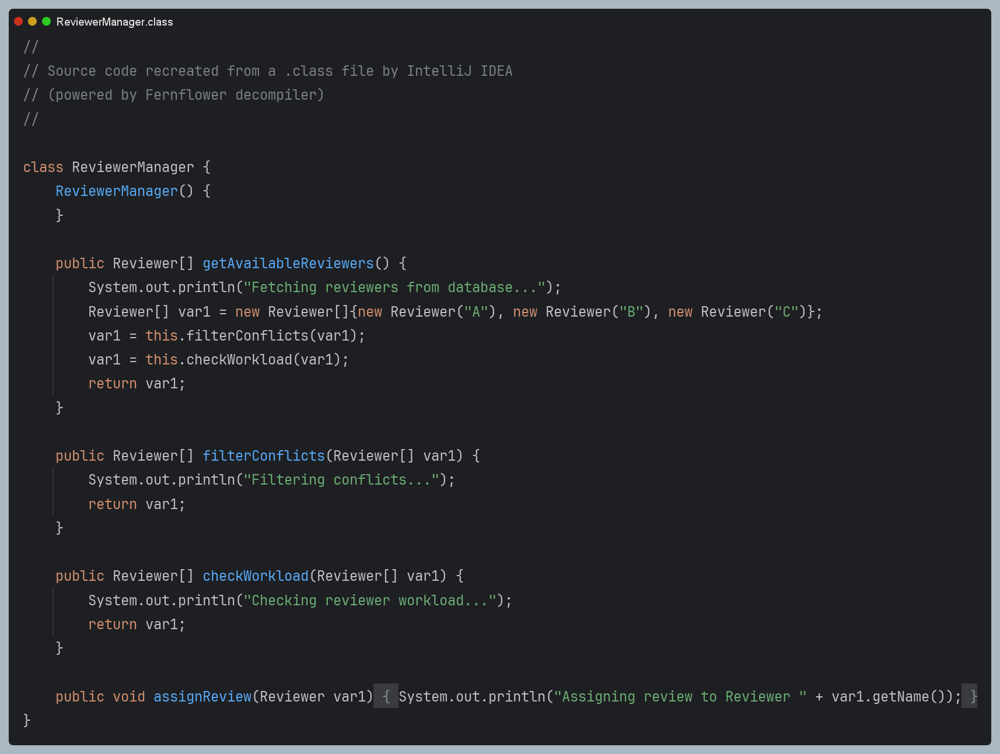 ReviewerManager.class
//
// Source code recreated from a .class file by IntelliJ IDEA
// (powered by Fernflower decompiler)
//
class ReviewerManager {
    ReviewerManager() {
    }
    public Reviewer[] getAvailableReviewers() {
        System.out.println("Fetching reviewers from database...");
        Reviewer[] var1 = new Reviewer[]{new Reviewer("A"), new Reviewer("B"), new Reviewer("C")};
        var1 = this.filterConflicts(var1);
        var1 = this.checkWorkload(var1);
        return var1;
    }
    public Reviewer[] filterConflicts(Reviewer[] var1) {
        System.out.println("Filtering conflicts...");
        return var1;
    }
    public Reviewer[] checkWorkload(Reviewer[] var1) {
        System.out.println("Checking reviewer workload...");
        return var1;
    }
    public void assignReview(Reviewer var1) { System.out.println("Assigning review to Reviewer " + var1.getName()); }
}